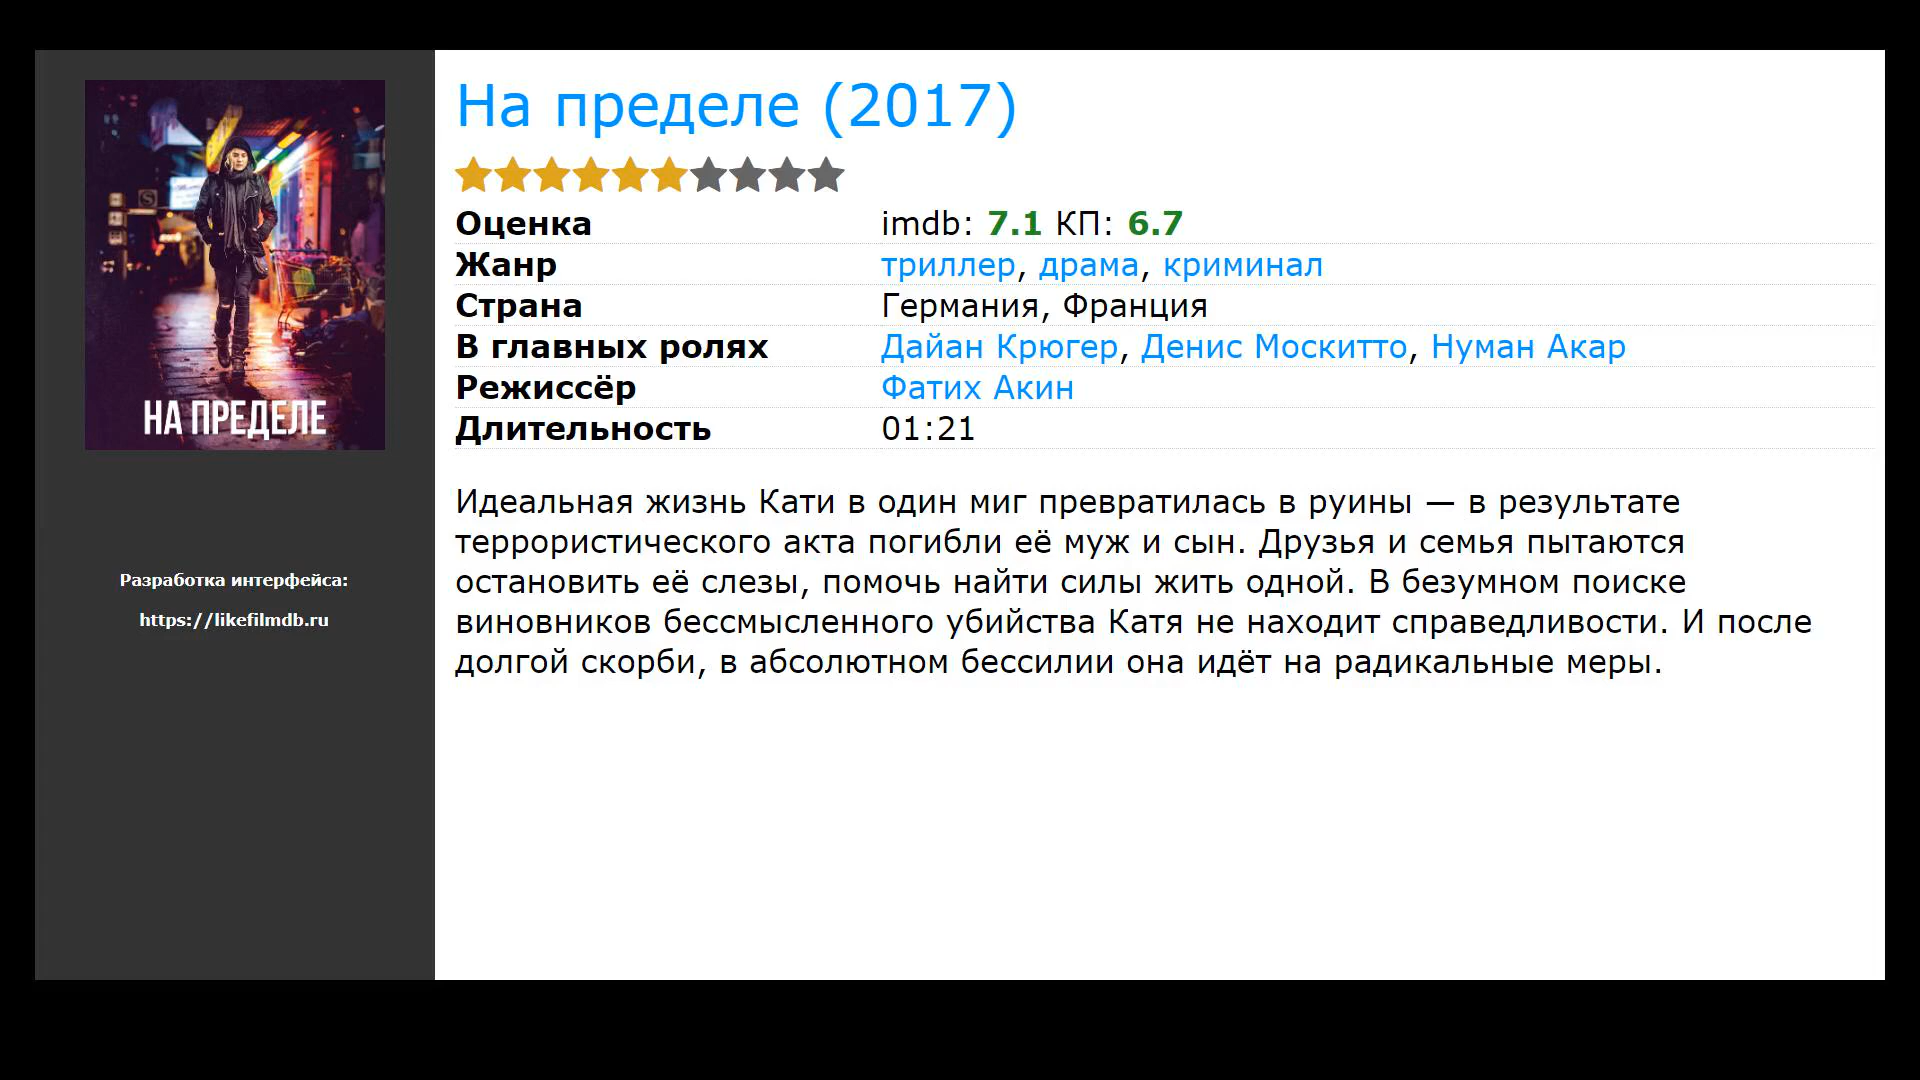 НА ПРЕДЕЛЕ
Разработка интерфейса:
https://likefilmdb.ru
На пределе (2017)
Оценка imdb: 7.1 КП: 6.7
Жанр триллер, драма, криминал
Страна Германия, Франция
В главных ролях Дайан Крюгер, Денис Москитто, Нуман Акар
Режиссёр Фатих Акин
Длительность 01:21
Идеальная жизнь Кати в один миг превратилась в руины — в результате
террористического акта погибли её муж и сын. Друзья и семья пытаются
остановить её слезы, помочь найти силы жить одной. В безумном поиске
виновников бессмысленного убийства Катя не находит справедливости. И после
долгой скорби, в абсолютном бессилии она идёт на радикальные меры.